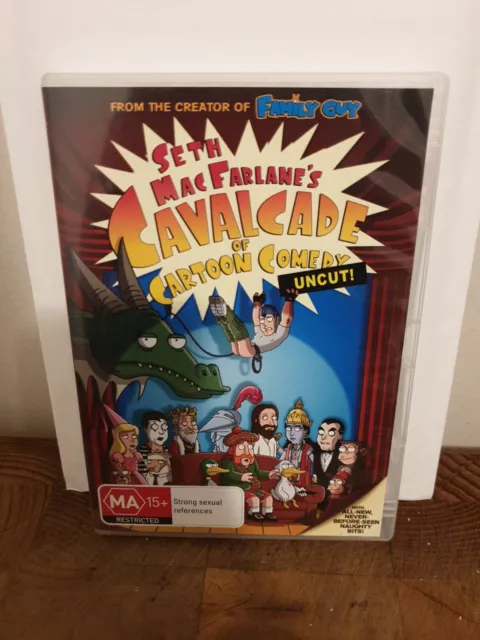 FROM THE CREATOR OF FAMILY GUY
SETH
MACFARLANE'S
CAVALCADE
OF
CARTOON COMEDY
UNCUT!
MA 15+
RESTRICTED
Strong sexual
references
WITH
ALL-NEW,
NEVER-
BEFORE-SEEN
NAUGHTY
BITS!